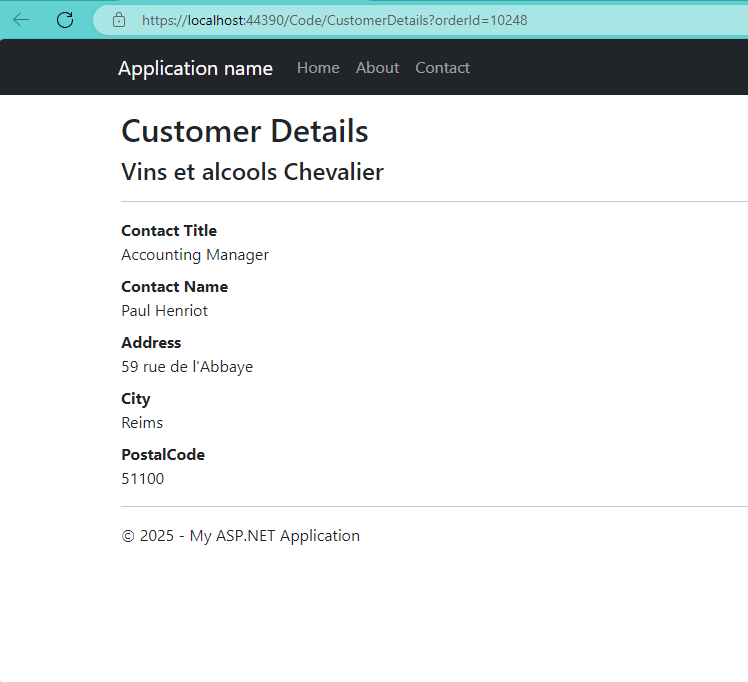 https://localhost:44390/Code/CustomerDetails?orderId=10248
Application name Home About Contact
Customer Details
Vins et alcools Chevalier
Contact Title
Accounting Manager
Contact Name
Paul Henriot
Address
59 rue de l'Abbaye
City
Reims
PostalCode
51100
© 2025 - My ASP.NET Application